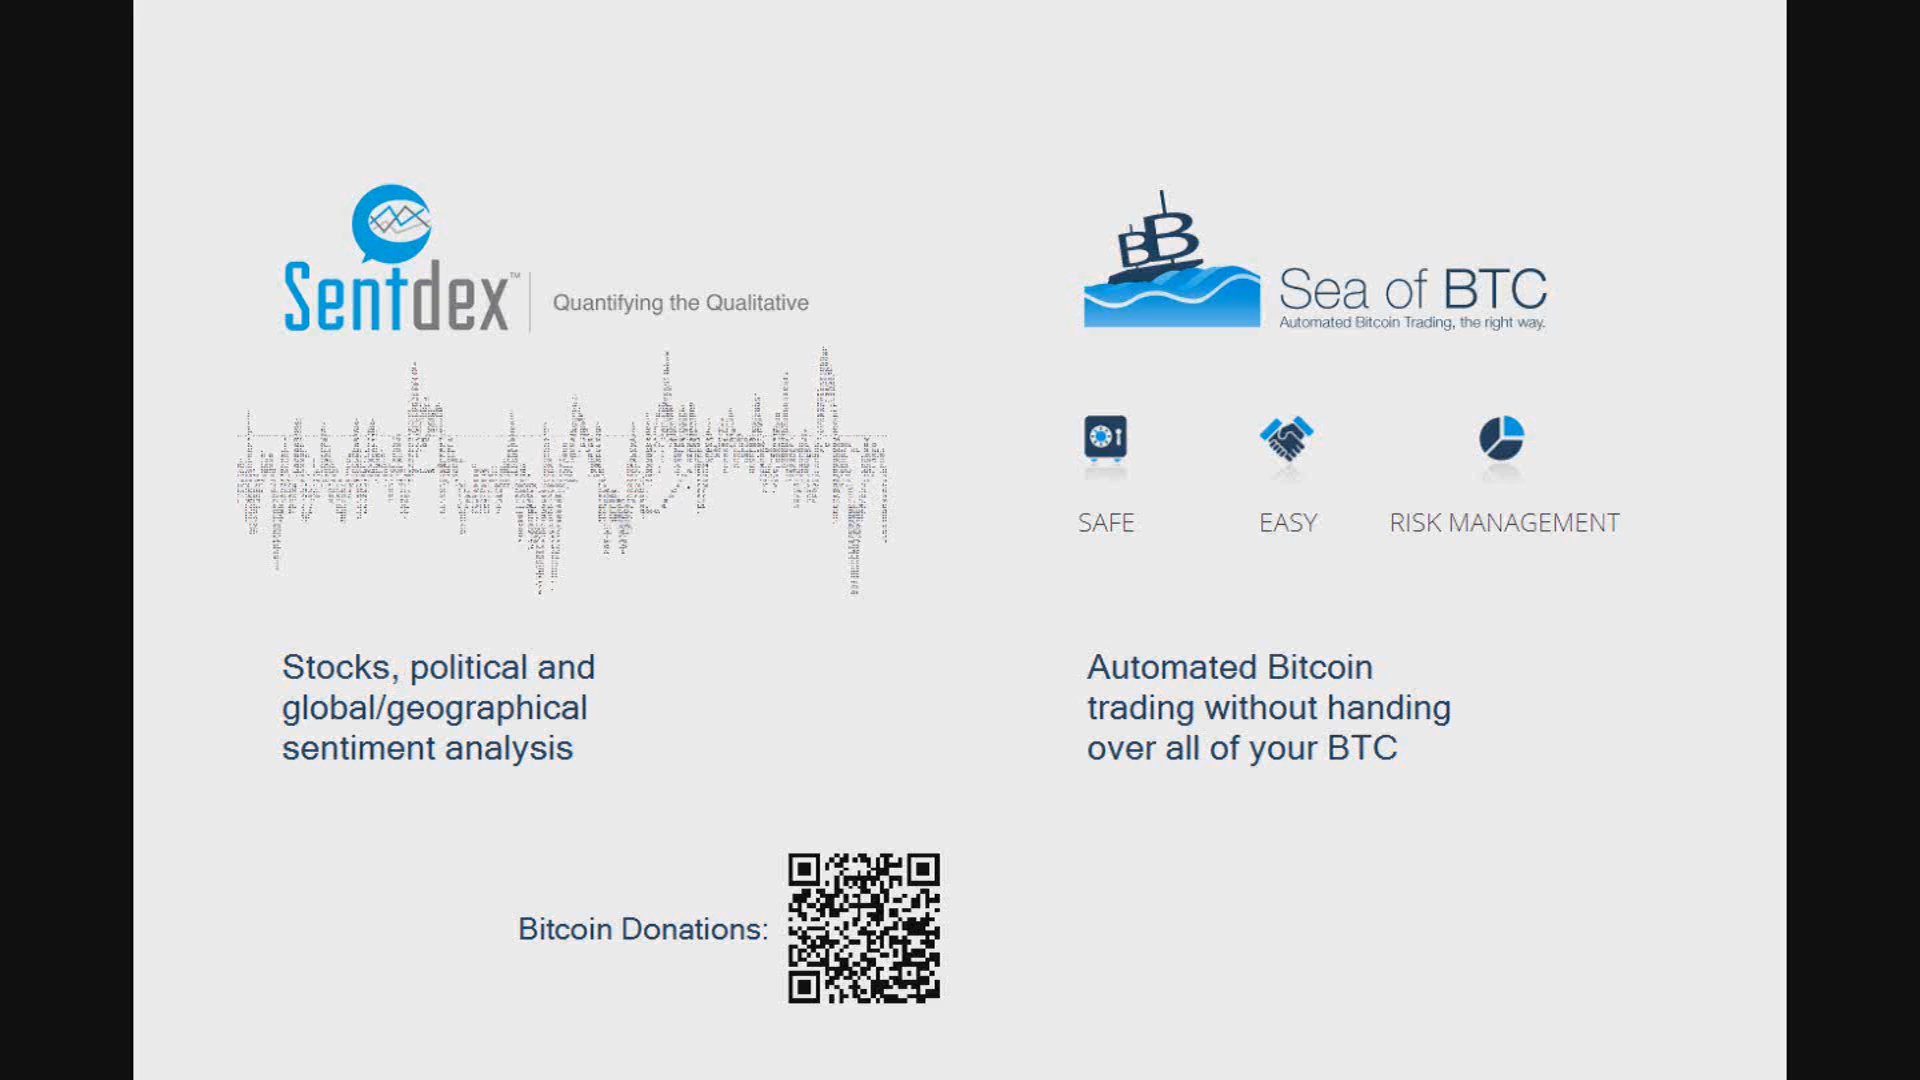 Sentdex™
Quantifying the Qualitative
BB
Sea of BTC
Automated Bitcoin Trading, the right way.
SAFE
EASY
RISK MANAGEMENT
Stocks, political and
global/geographical
sentiment analysis
Automated Bitcoin
trading without handing
over all of your BTC
Bitcoin Donations: